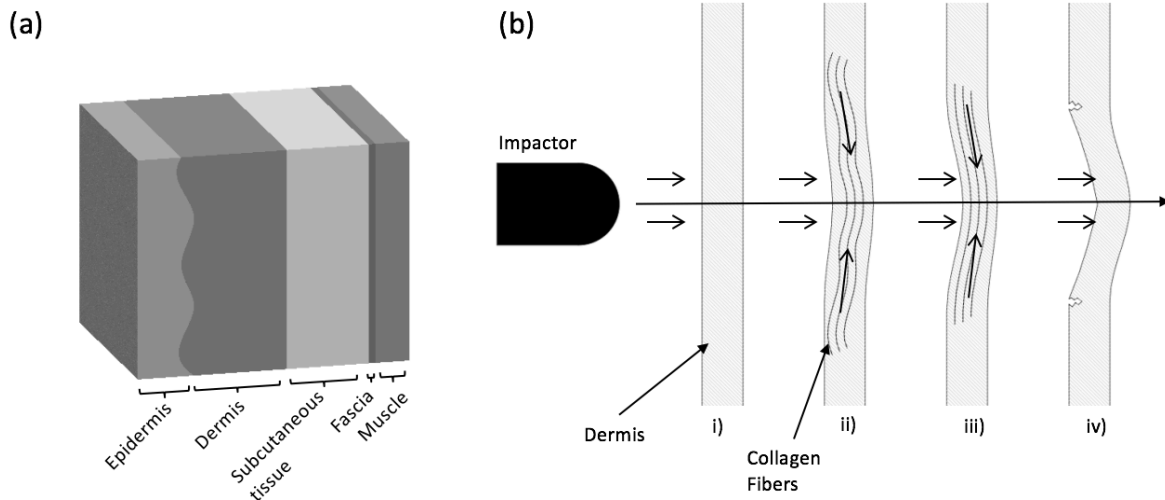 (a)
Epidermis
Dermis
Subcutaneous
tissue
Fascia
Muscle
(b)
Impactor
Dermis
Collagen
Fibers
i)
ii)
iii)
iv)